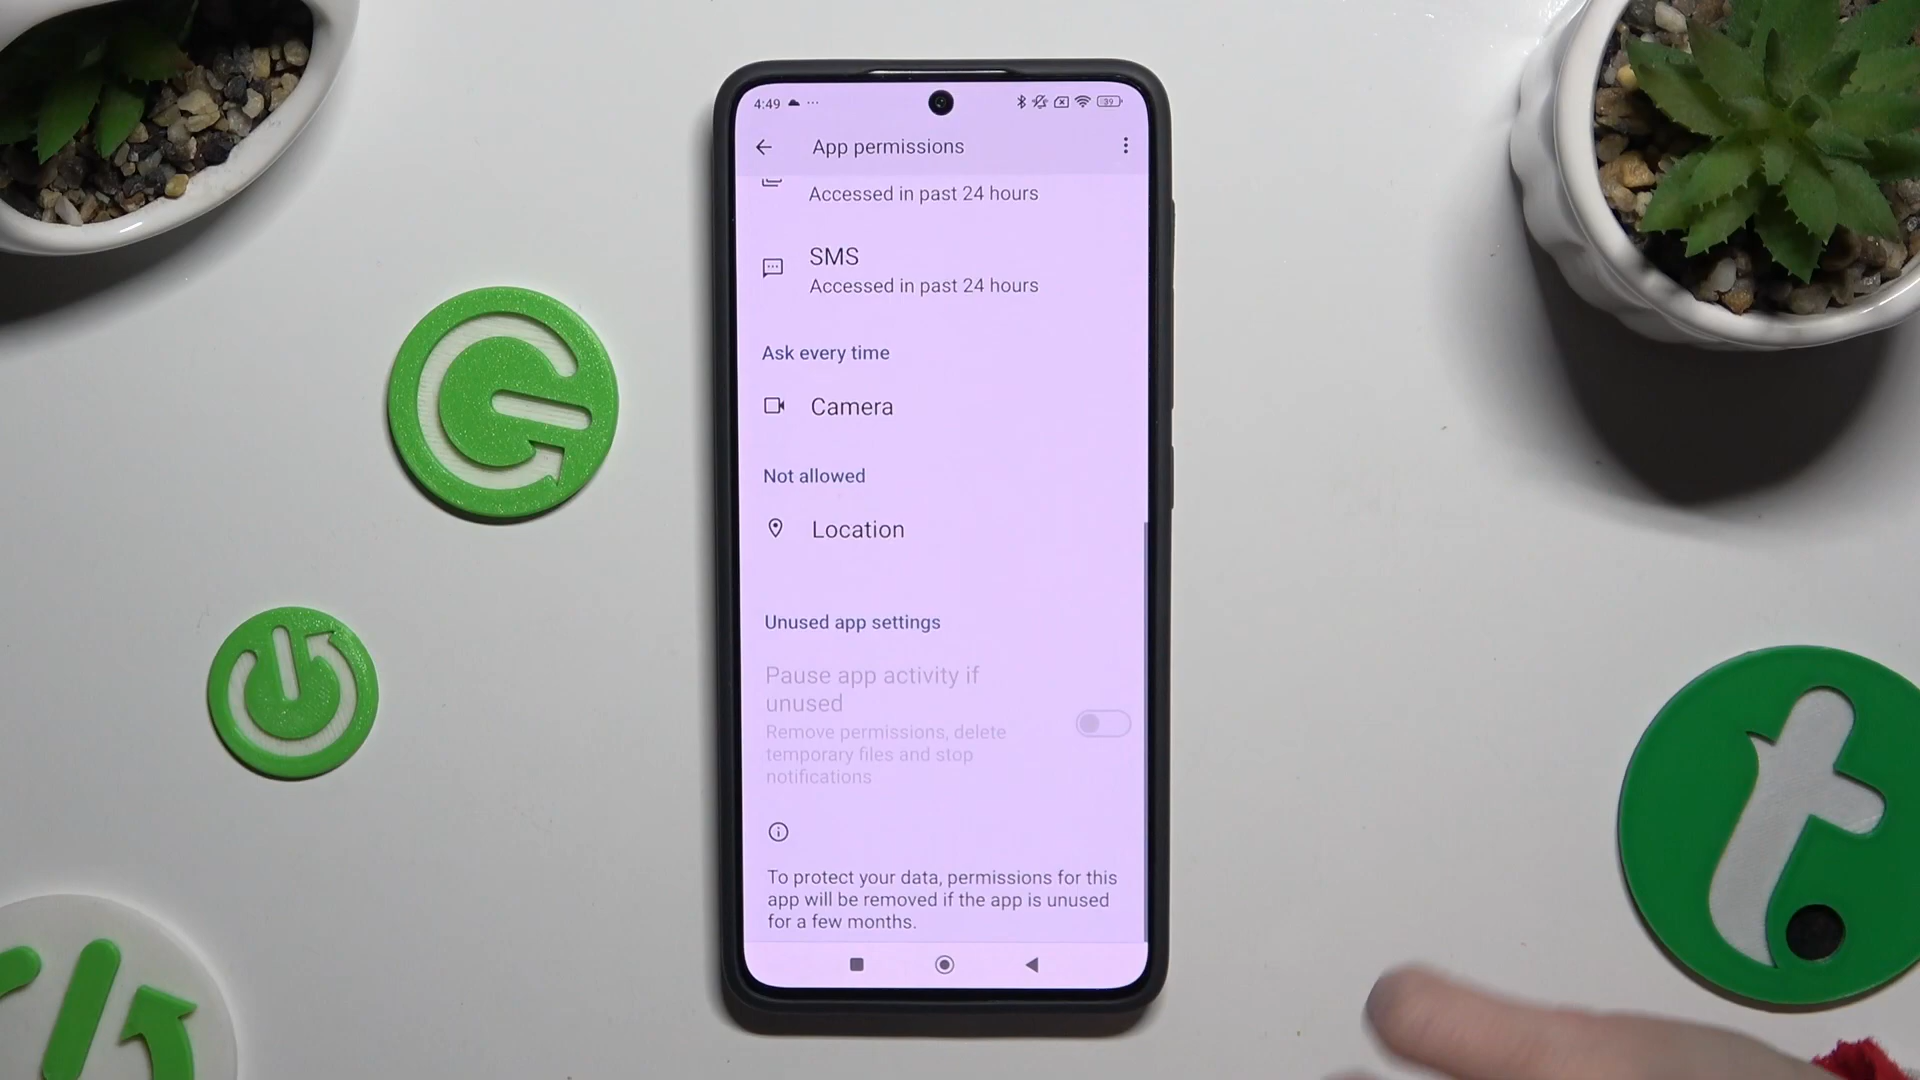 4:49
39
App permissions
Accessed in past 24 hours
SMS
Accessed in past 24 hours
Ask every time
Camera
Not allowed
Location
Unused app settings
Pause app activity if
unused
Remove permissions, delete
temporary files and stop
notifications
To protect your data, permissions for this
app will be removed if the app is unused
for a few months.